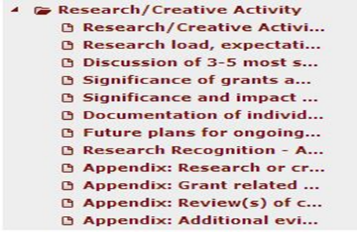 Research/Creative Activity
Research/Creative Activi...
Research load, expectati...
Discussion of 3-5 most s...
Significance of grants a...
Significance and impact ...
Documentation of individ...
Future plans for ongoing...
Research Recognition - A...
Appendix: Research or cr...
Appendix: Grant related ...
Appendix: Review(s) of c...
Appendix: Additional evi...